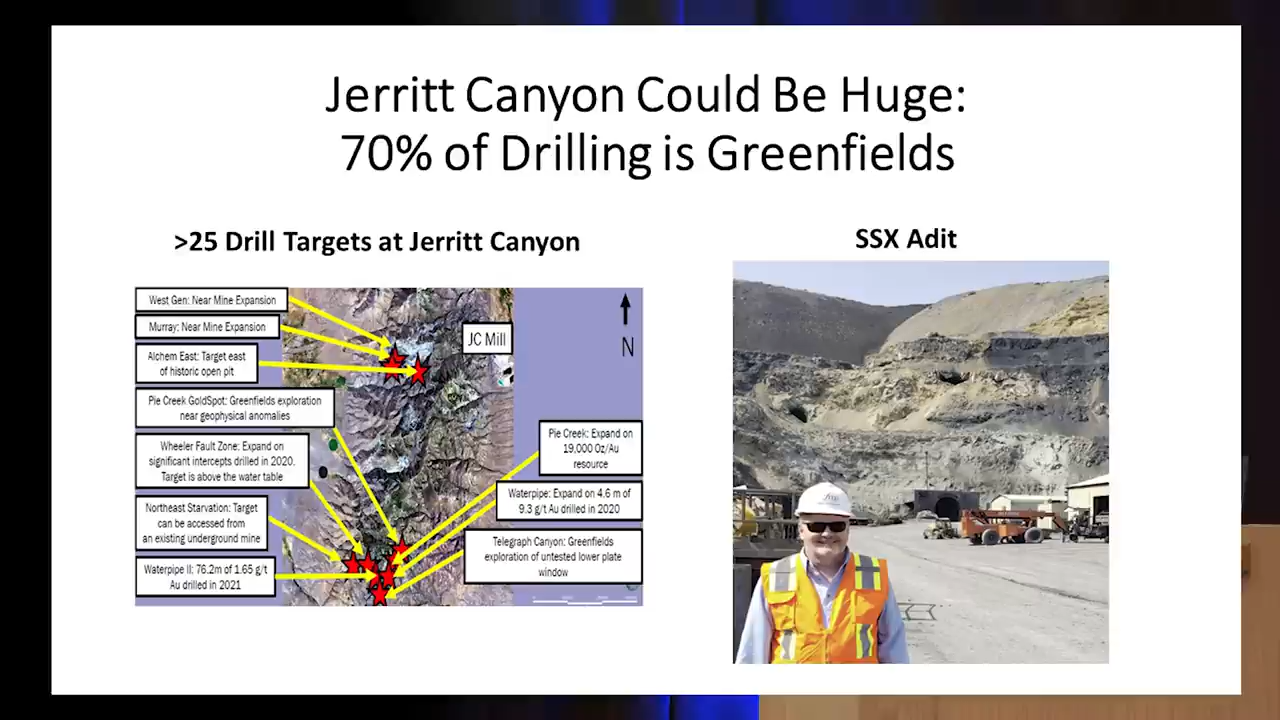 Jerritt Canyon Could Be Huge:
70% of Drilling is Greenfields
>25 Drill Targets at Jerritt Canyon
West Gen: Near Mine Expansion
Murray: Near Mine Expansion
Alchem East: Target east
of historic open pit
Pie Creek GoldSpot: Greenfields exploration
near geophysical anomalies
Wheeler Fault Zone: Expand on
significant intercepts drilled in 2020.
Target is above the water table
Northeast Starvation: Target
can be accessed from
an existing underground mine
Waterpipe II: 76.2m of 1.65 g/t
Au drilled in 2021
JC Mill
N
Pie Creek: Expand on
19,000 Oz/Au
resource
Waterpipe: Expand on 4.6 m of
9.3 g/t Au drilled in 2020
Telegraph Canyon: Greenfields
exploration of untested lower plate
window
SSX Adit